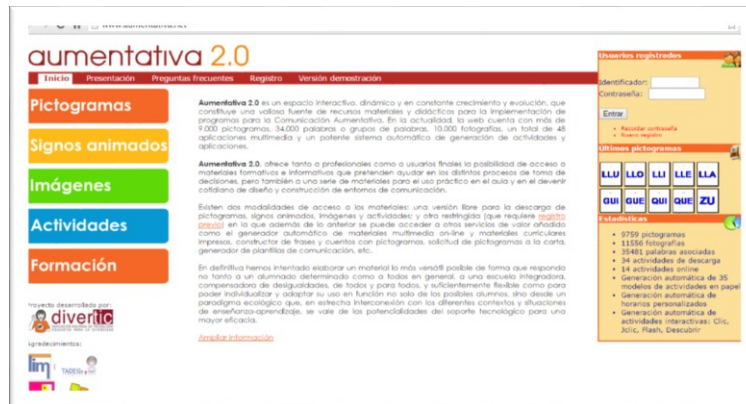 aumentativa 2.0
Inicio Presentación Preguntas frecuentes Registro Versión demostración
Pictogramas
Signos animados
Imágenes
Actividades
Formación
Proyecto desarrollado por:
divertic
Agradecimientos:
Aumentativa 2.0 es un espacio interactivo, dinámico y en constante crecimiento y evolución, que
constituye una valiosa fuente de recursos materiales y didácticos para la implementación de
programas para la Comunicación Aumentativa. En la actualidad, la web cuenta con más de
9.000 pictogramas, 34.000 palabras o grupos de palabras, 10.000 fotografías, un total de 48
aplicaciones multimedia y un potente sistema automático de generación de actividades y
aplicaciones.
Aumentativa 2.0, ofrece tanto a profesionales como a usuarios finales la posibilidad de acceso a
materiales formativos e informativos que pretenden ayudar en los distintos procesos de toma de
decisiones, pero también a una serie de materiales para el uso práctico en el aula y en el devenir
cotidiano de diseño y construcción de entornos de comunicación.
Existen dos modalidades de acceso a los materiales: una versión libre para la descarga de
pictogramas, signos animados, imágenes y actividades; y otra restringida (que requiere registro
previo) en la que además de lo anterior se puede acceder a otros servicios de valor añadido
como el generador automático de materiales multimedia on-line y materiales curriculares
impresos, constructor de frases y cuentos con pictogramas, solicitud de pictogramas a la carta,
generador de plantillas de comunicación, etc.
En definitiva hemos intentado elaborar un material lo más versátil posible de forma que responda
no tanto a un alumnado determinado como a todos en general, a una escuela integradora,
compensadora de desigualdades, de todos y para todos, y suficientemente flexible como para
poder individualizar y adaptar su uso en función no solo de los posibles alumnos, sino desde un
paradigma ecológico que, en estrecha interconexión con los diferentes contextos y situaciones
de enseñanza-aprendizaje, se vale de las potencialidades del soporte tecnológico para una
mayor eficacia.
Ampliar información
Usuarios registrados
Identificador:
Contraseña:
Entrar
Recordar contraseña
Nuevo registro
Últimos pictogramas
LLU LLO LLI LLE LLA
GUI GUE QUI QUE ZU
Estadísticas
9759 pictogramas
11556 fotografías
35481 palabras asociadas
34 actividades de descarga
14 actividades online
Generación automática de 35
modelos de actividades en papel
Generación automática de
horarios personalizados
Generación automática de
actividades interactivas: Clic,
Jclic, Flash, Descubrir